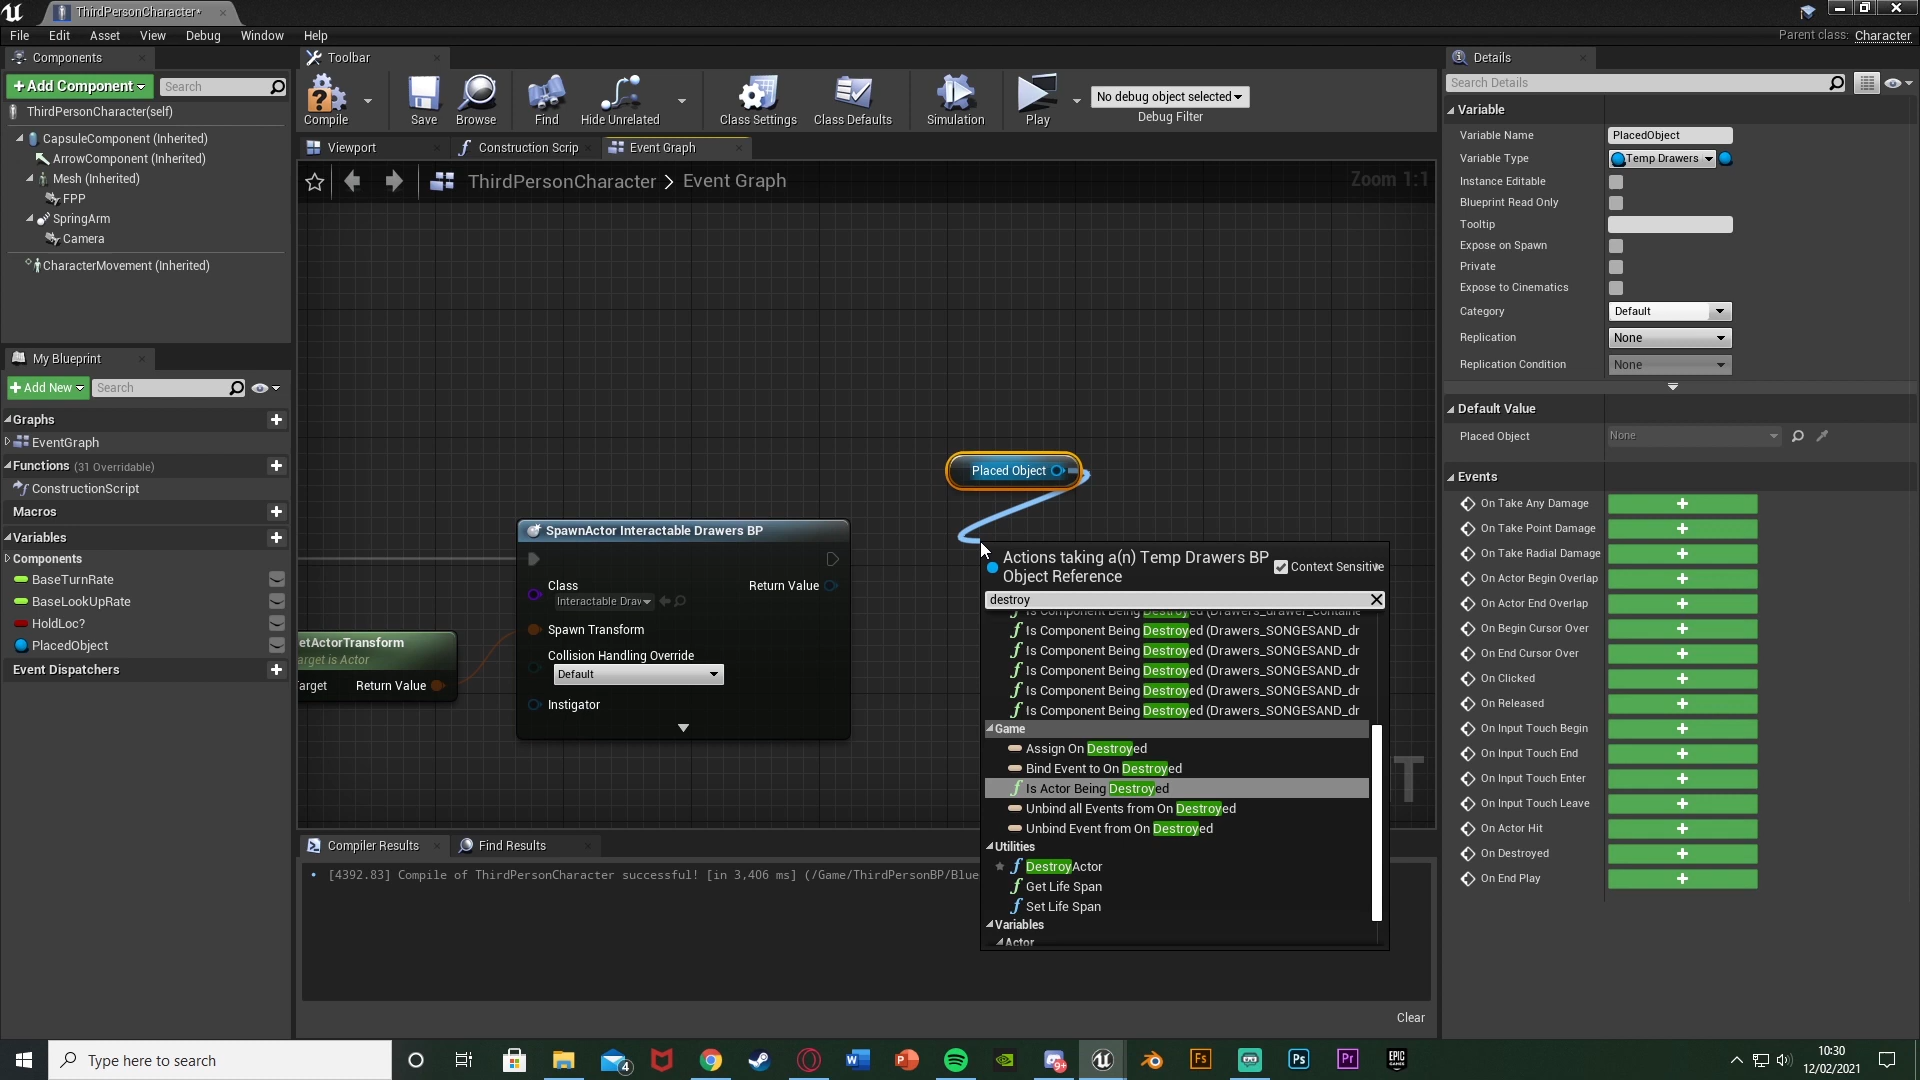 ThirdPersonCharacter*
File Edit Asset View Debug Window Help
Parent class: Character
Components
+Add Component
Search
ThirdPersonCharacter(self)
CapsuleComponent (Inherited)
ArrowComponent (Inherited)
Mesh (Inherited)
FPP
SpringArm
Camera
CharacterMovement (Inherited)
My Blueprint
+Add New
Search
Graphs
EventGraph
Functions (31 Overridable)
ConstructionScript
Macros
Variables
Components
BaseTurnRate
BaseLookUpRate
HoldLoc?
PlacedObject
Event Dispatchers
Toolbar
Compile Save Browse Find Hide Unrelated Class Settings Class Defaults Simulation Play
No debug object selected
Debug Filter
Viewport Construction Scrip Event Graph
ThirdPersonCharacter > Event Graph
Zoom 1:1
Placed Object
SpawnActor Interactable Drawers BP
Class
Interactable Draw
Return Value
Spawn Transform
Collision Handling Override
Default
Instigator
etActorTransform
arget is Actor
arget Return Value
Actions taking a(n) Temp Drawers BP
Object Reference
Context Sensitive
destroy
Is Component Being Destroyed (Drawers_drawer_containe
Is Component Being Destroyed (Drawers_SONGESAND_dr
Is Component Being Destroyed (Drawers_SONGESAND_dr
Is Component Being Destroyed (Drawers_SONGESAND_dr
Is Component Being Destroyed (Drawers_SONGESAND_dr
Is Component Being Destroyed (Drawers_SONGESAND_dr
Game
Assign On Destroyed
Bind Event to On Destroyed
Is Actor Being Destroyed
Unbind all Events from On Destroyed
Unbind Event from On Destroyed
Utilities
DestroyActor
Get Life Span
Set Life Span
Variables
Actor
T
Compiler Results Find Results
[4392.83] Compile of ThirdPersonCharacter successful! [in 3,406 ms] (/Game/ThirdPersonBP/Blue
Clear
Details
Search Details
Variable
Variable Name PlacedObject
Variable Type Temp Drawers
Instance Editable
Blueprint Read Only
Tooltip
Expose on Spawn
Private
Expose to Cinematics
Category Default
Replication None
Replication Condition None
Default Value
Placed Object None
Events
On Take Any Damage
On Take Point Damage
On Take Radial Damage
On Actor Begin Overlap
On Actor End Overlap
On Begin Cursor Over
On End Cursor Over
On Clicked
On Released
On Input Touch Begin
On Input Touch End
On Input Touch Enter
On Input Touch Leave
On Actor Hit
On Destroyed
On End Play
Type here to search
4
W
P
9+
Fs
Ps
Pr
EPIC
GAMES
10:30
12/02/2021